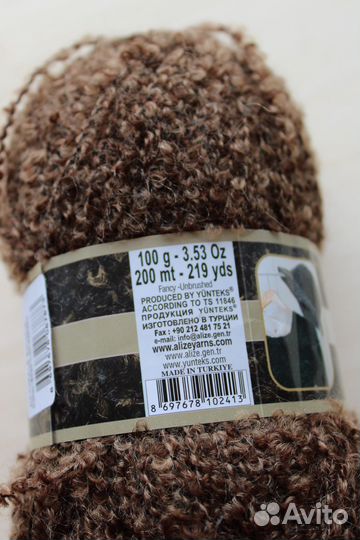 100 g - 3.53 Oz
200 mt - 219 yds
Fancy -Unbrushed
PRODUCED BY YÜNTEKS®
ACCORDING TO T5 11846
ПРОДУКЦИЯ YÜNTEKS®
ИЗГОТОВЛЕНО В ТУРЦИИ
Fax : +90 212 481 75 21
e-mail: info@alize.gen.tr
www.alizeyarns.com
www.alize.gen.tr
www.yunteks.com
MADE IN TURKIYE
8 697678 102413
Avito